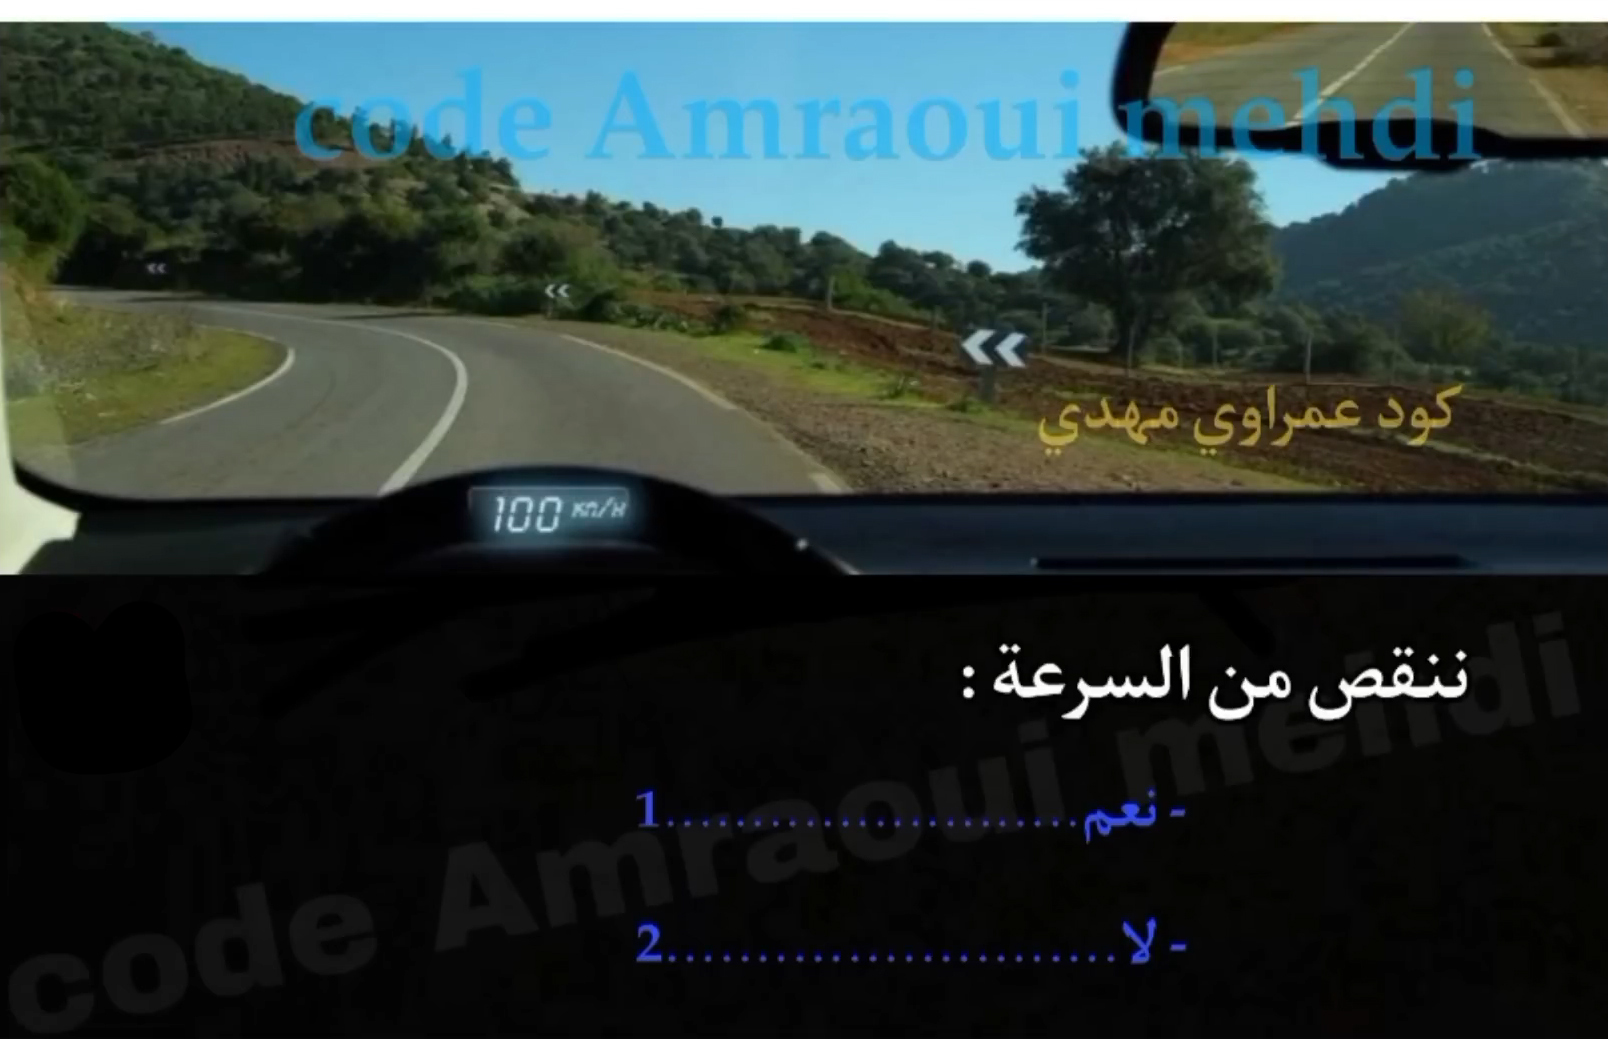 code Amraoui mehdi
كود عمراوي مهدي
100 KM/H
ننقص من السرعة :
- نعم.......................1
- لا.........................2
code Amraoui mehdi